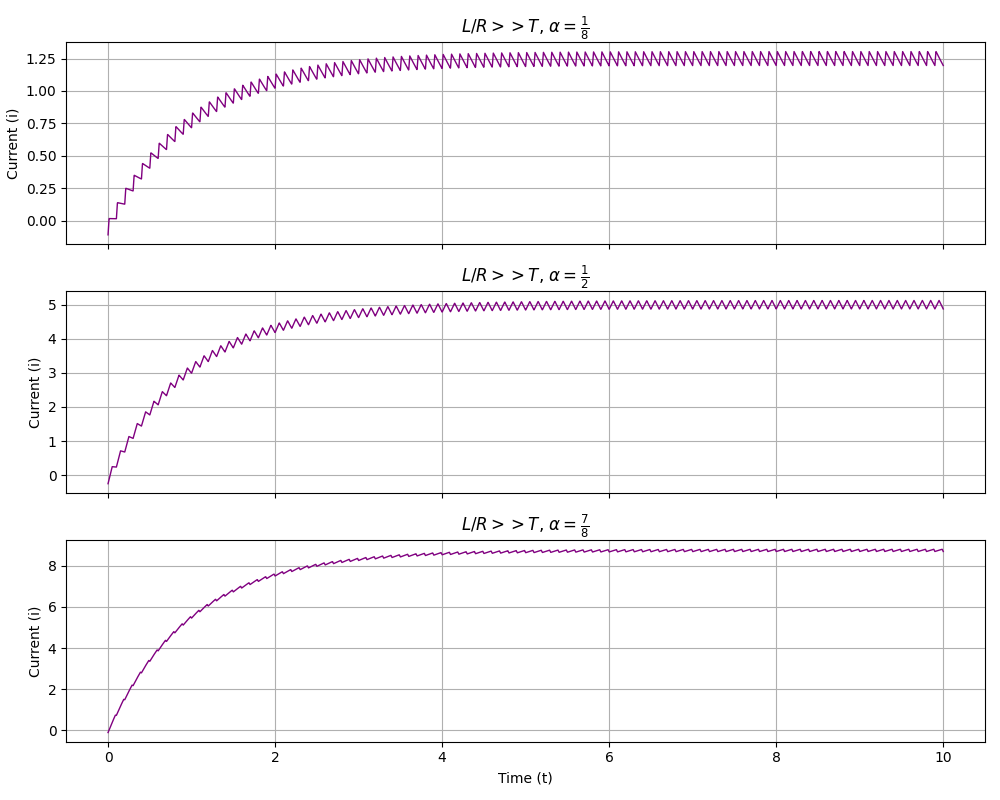 L/R >> T, α = 1/8
1.25
1.00
0.75
0.50
0.25
0.00
Current (i)
L/R >> T, α = 1/2
5
4
3
2
1
0
Current (i)
L/R >> T, α = 7/8
8
6
4
2
0
Current (i)
0 2 4 6 8 10
Time (t)